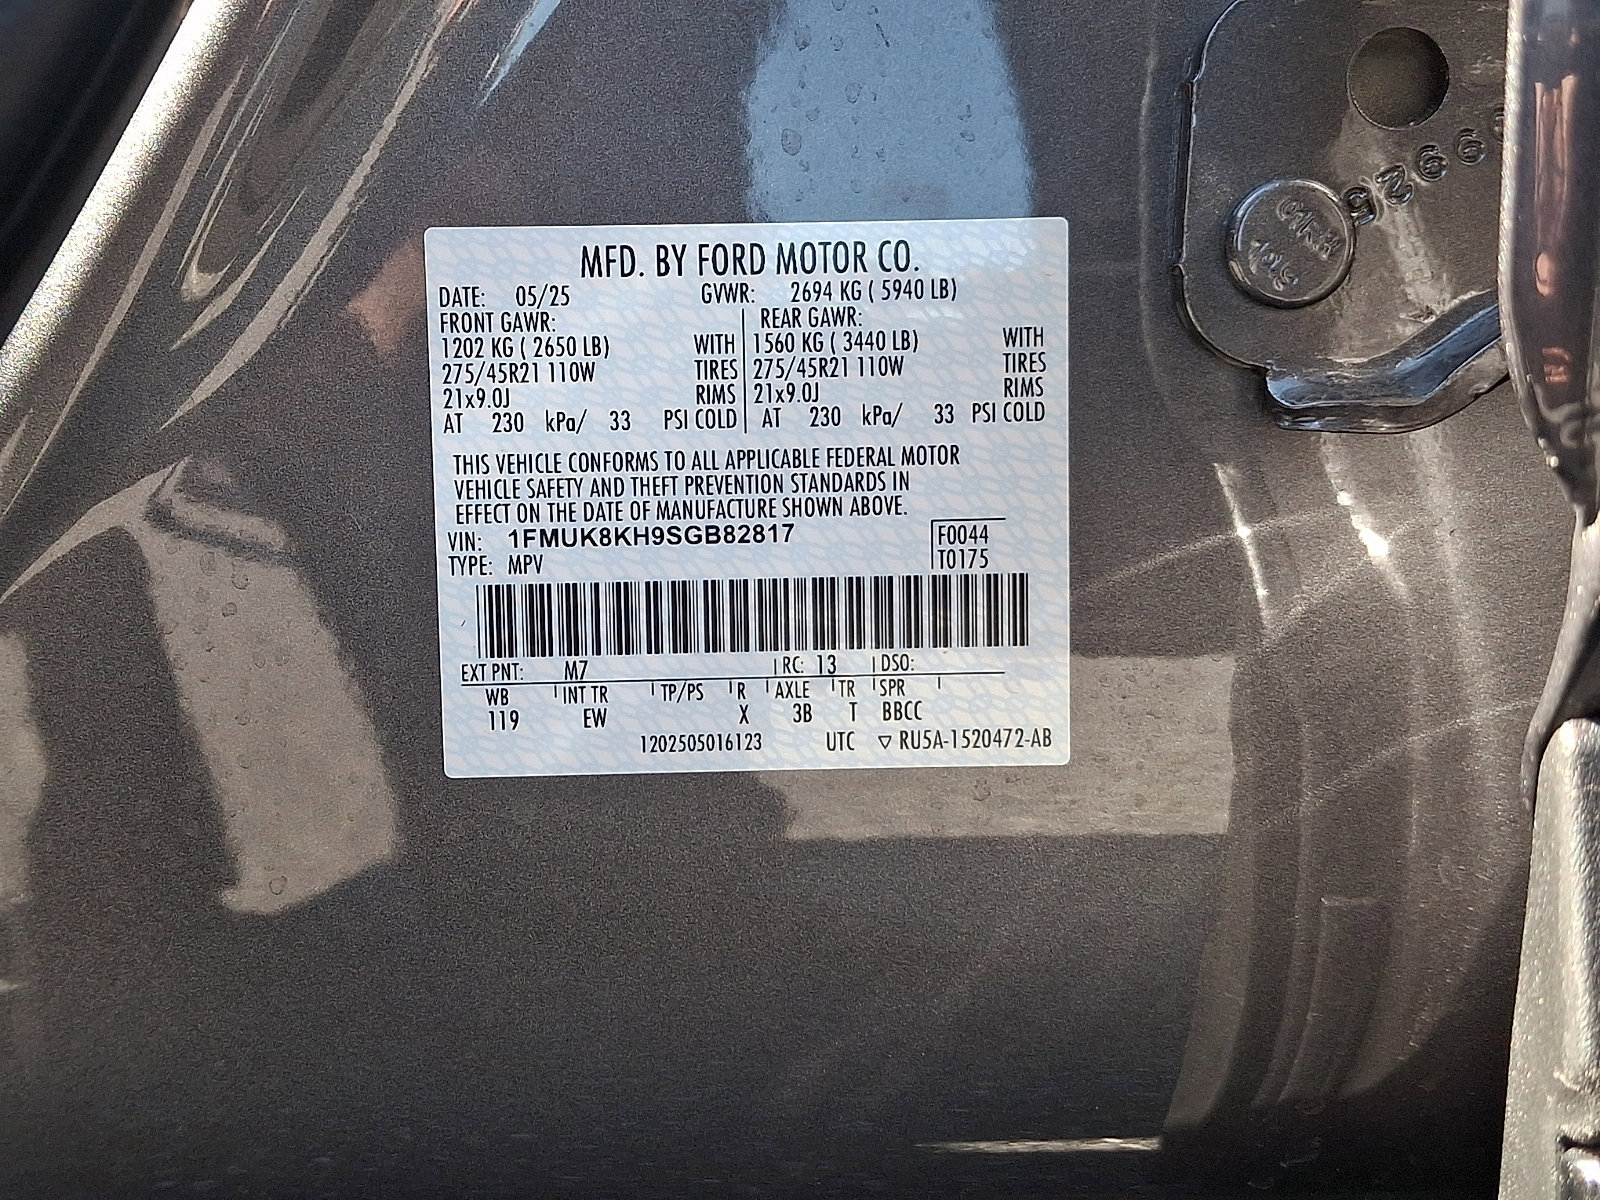 MFD. BY FORD MOTOR CO.
DATE: 05/25 GVWR: 2694 KG ( 5940 LB)
FRONT GAWR: REAR GAWR:
1202 KG ( 2650 LB) WITH 1560 KG ( 3440 LB) WITH
275/45R21 110W TIRES 275/45R21 110W TIRES
21x9.0J RIMS 21x9.0J RIMS
AT 230 kPa/ 33 PSI COLD AT 230 kPa/ 33 PSI COLD
THIS VEHICLE CONFORMS TO ALL APPLICABLE FEDERAL MOTOR
VEHICLE SAFETY AND THEFT PREVENTION STANDARDS IN
EFFECT ON THE DATE OF MANUFACTURE SHOWN ABOVE.
VIN: 1FMUK8KH9SGB82817 F0044
TYPE: MPV T0175
EXT PNT: M7 RC: 13 DSO:
WB INT TR TP/PS R AXLE TR SPR
119 EW X 3B T BBCC
1202505016123 UTC ▽ RU5A-1520472-AB